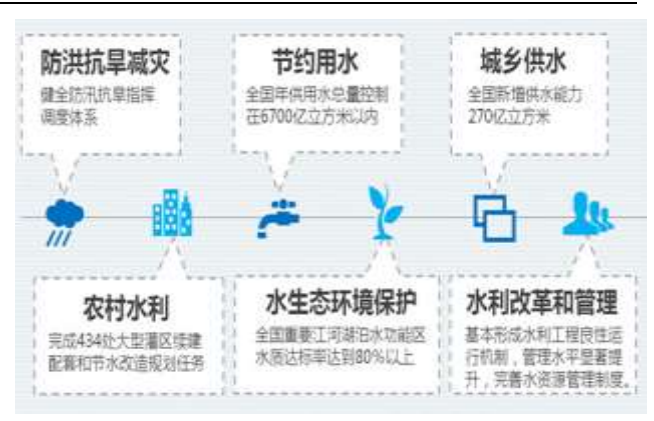 防洪抗旱减灾
健全防汛抗旱指挥
调度体系
节约用水
全国年供用水总量控制
在6700亿立方米以内
城乡供水
全国新增供水能力
270亿立方米
农村水利
完成434处大型灌区续建
配套和节水改造规划任务
水生态环境保护
全国重要江河湖泊水功能区
水质达标率达到80%以上
水利改革和管理
基本形成水利工程良性运
行机制，管理水平显著提
升，完善水资源管理制度。